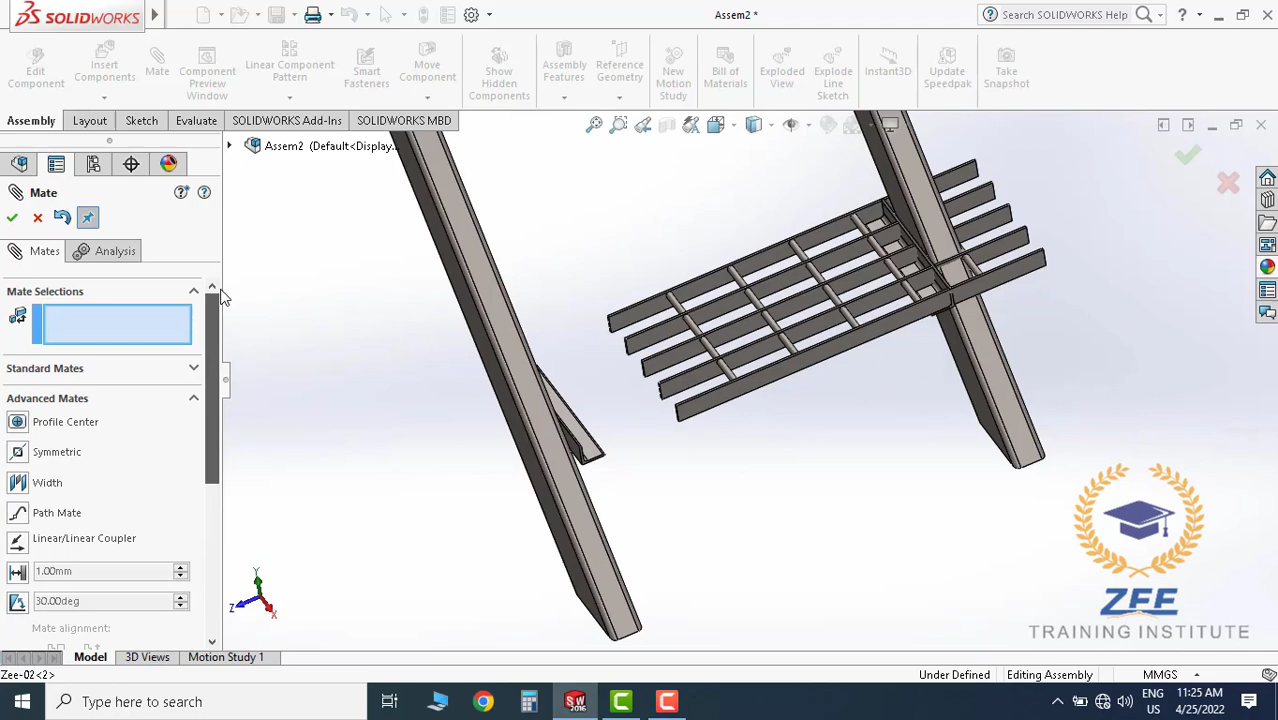 SOLIDWORKS
Assem2 *
Search SOLIDWORKS Help
Edit Component
Insert Components
Mate
Component Preview Window
Linear Component Pattern
Smart Fasteners
Move Component
Show Hidden Components
Assembly Features
Reference Geometry
New Motion Study
Bill of Materials
Exploded View
Explode Line Sketch
Instant3D
Update Speedpak
Take Snapshot
Assembly
Layout
Sketch
Evaluate
SOLIDWORKS Add-Ins
SOLIDWORKS MBD
Assem2 (Default<Display...
Mate
Mates
Analysis
Mate Selections
Standard Mates
Advanced Mates
Profile Center
Symmetric
Width
Path Mate
Linear/Linear Coupler
1.00mm
30.00deg
Mate alignment:
Y
Z
X
ZEE
TRAINING INSTITUTE
Model
3D Views
Motion Study 1
Zee-02<2>
Under Defined
Editing Assembly
MMGS
Type here to search
SW
2016
ENG
US
11:25 AM
4/25/2022